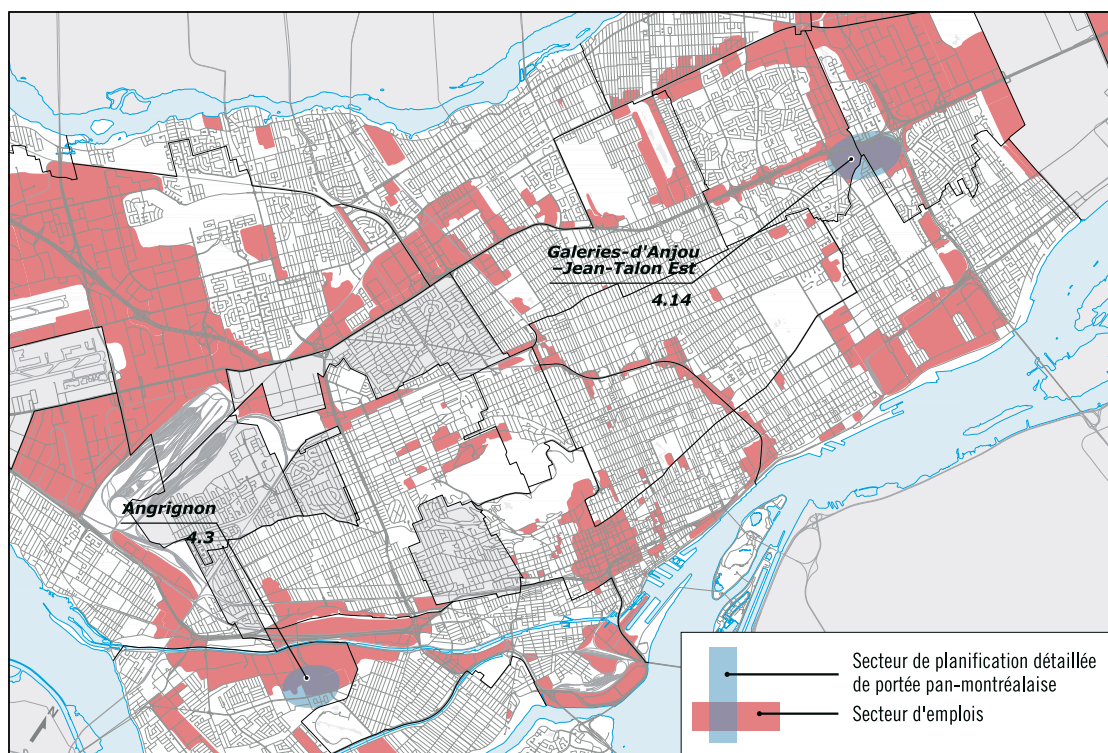 Galeries-d'Anjou
-Jean-Talon Est
4.14
Angrignon
4.3
N
Secteur de planification détaillée
de portée pan-montréalaise
Secteur d'emplois